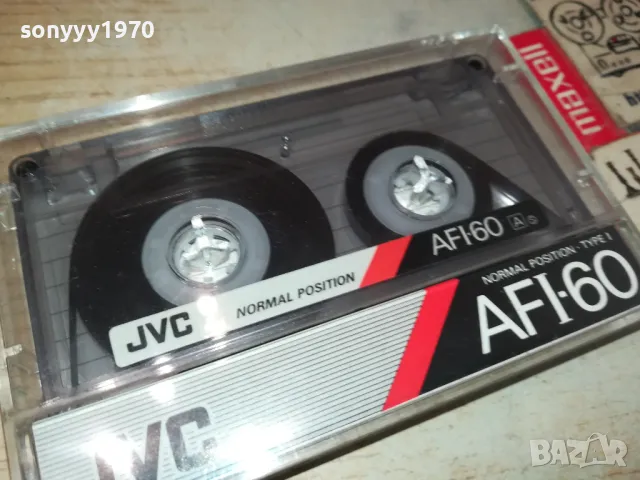 sonyyy1970
maxell
JVC NORMAL POSITION AFI-60 A
NORMAL POSITION · TYPE I
AFI-60
JVC
BAZAR
bg